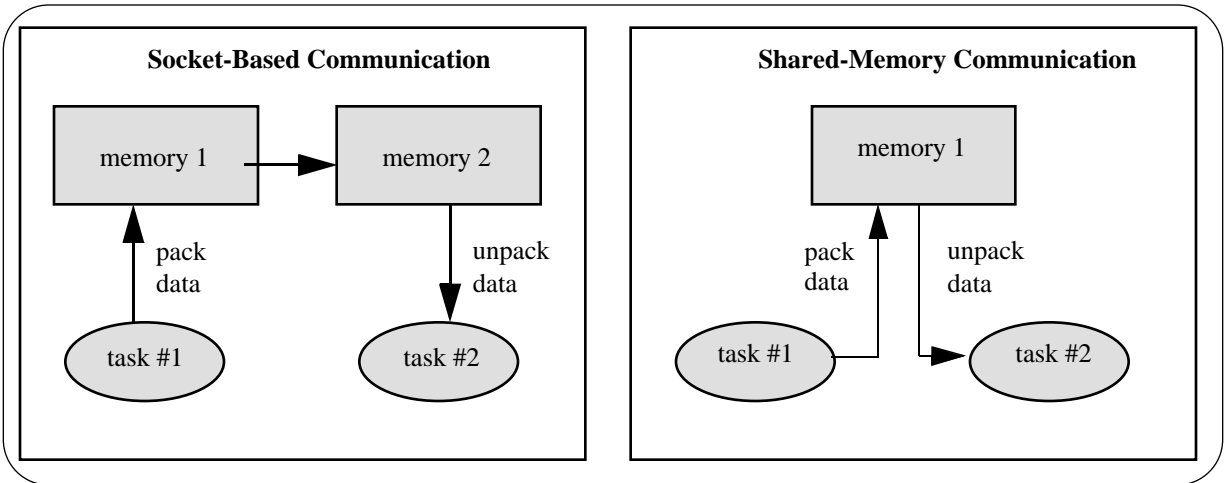 Socket-Based Communication
memory 1
memory 2
pack
data
unpack
data
task #1
task #2
Shared-Memory Communication
memory 1
pack
data
unpack
data
task #1
task #2